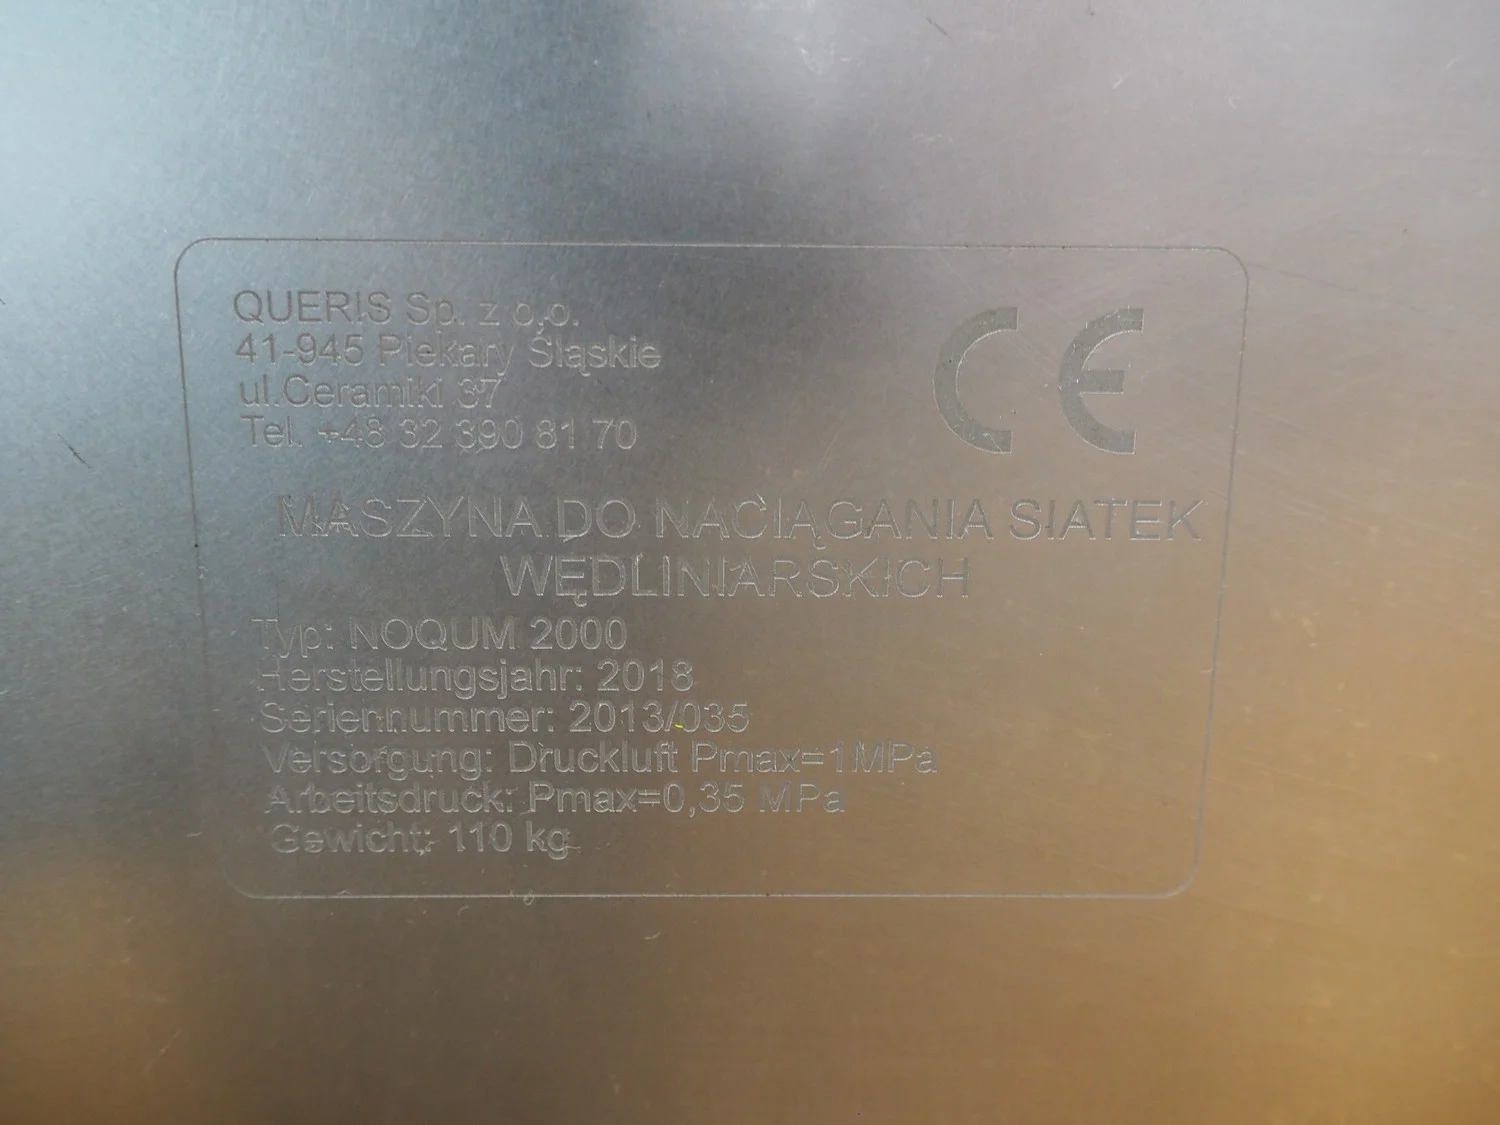 QUERIS Sp. z o.o.
41-945 Piekary Śląskie
ul.Ceramiki 37
Tel. +48 32 390 81 70
CE
MASZYNA DO NACIĄGANIA SIATEK
WĘDLINIARSKICH
Typ: NOQUM 2000
Herstellungsjahr: 2018
Seriennummer: 2013/035
Versorgung: Druckluft Pmax=1MPa
Arbeitsdruck: Pmax=0,35 MPa
Gewicht: 110 kg